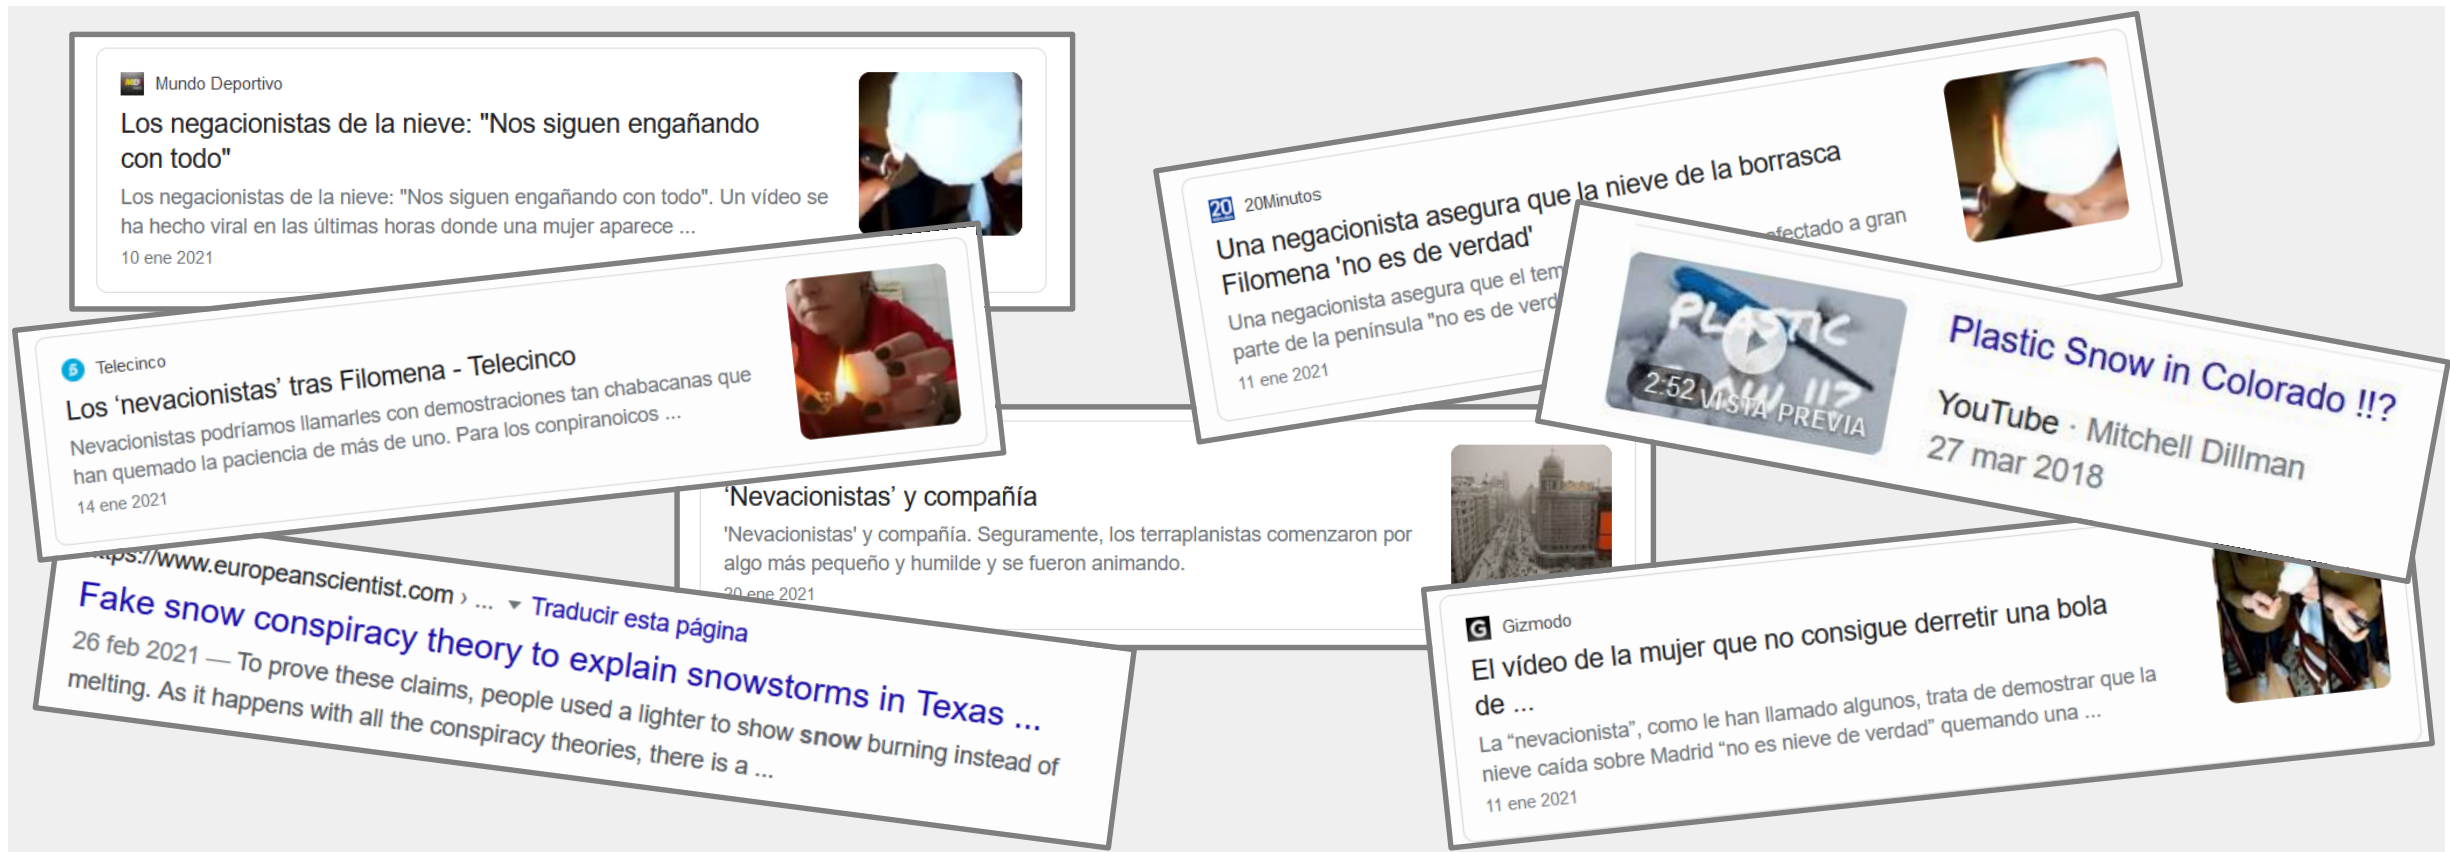 Mundo Deportivo
Los negacionistas de la nieve: "Nos siguen engañando
con todo"
Los negacionistas de la nieve: "Nos siguen engañando con todo". Un vídeo se
ha hecho viral en las últimas horas donde una mujer aparece ...
10 ene 2021
20Minutos
Una negacionista asegura que la nieve de la borrasca
Filomena 'no es de verdad'
Una negacionista asegura que el tem afectado a gran
parte de la península "no es de verd
11 ene 2021
Telecinco
Los ‘nevacionistas’ tras Filomena - Telecinco
Nevacionistas podríamos llamarles con demostraciones tan chabacanas que
han quemado la paciencia de más de uno. Para los conpiranoicos ...
14 ene 2021
PLASTIC
2:52 VISTA PREVIA
Plastic Snow in Colorado !!?
YouTube · Mitchell Dillman
27 mar 2018
‘Nevacionistas’ y compañía
'Nevacionistas' y compañía. Seguramente, los terraplanistas comenzaron por
algo más pequeño y humilde y se fueron animando.
20 ene 2021
https://www.europeanscientist.com › ... Traducir esta página
Fake snow conspiracy theory to explain snowstorms in Texas ...
26 feb 2021 — To prove these claims, people used a lighter to show snow burning instead of
melting. As it happens with all the conspiracy theories, there is a ...
Gizmodo
El vídeo de la mujer que no consigue derretir una bola
de ...
La “nevacionista”, como le han llamado algunos, trata de demostrar que la
nieve caída sobre Madrid “no es nieve de verdad” quemando una ...
11 ene 2021